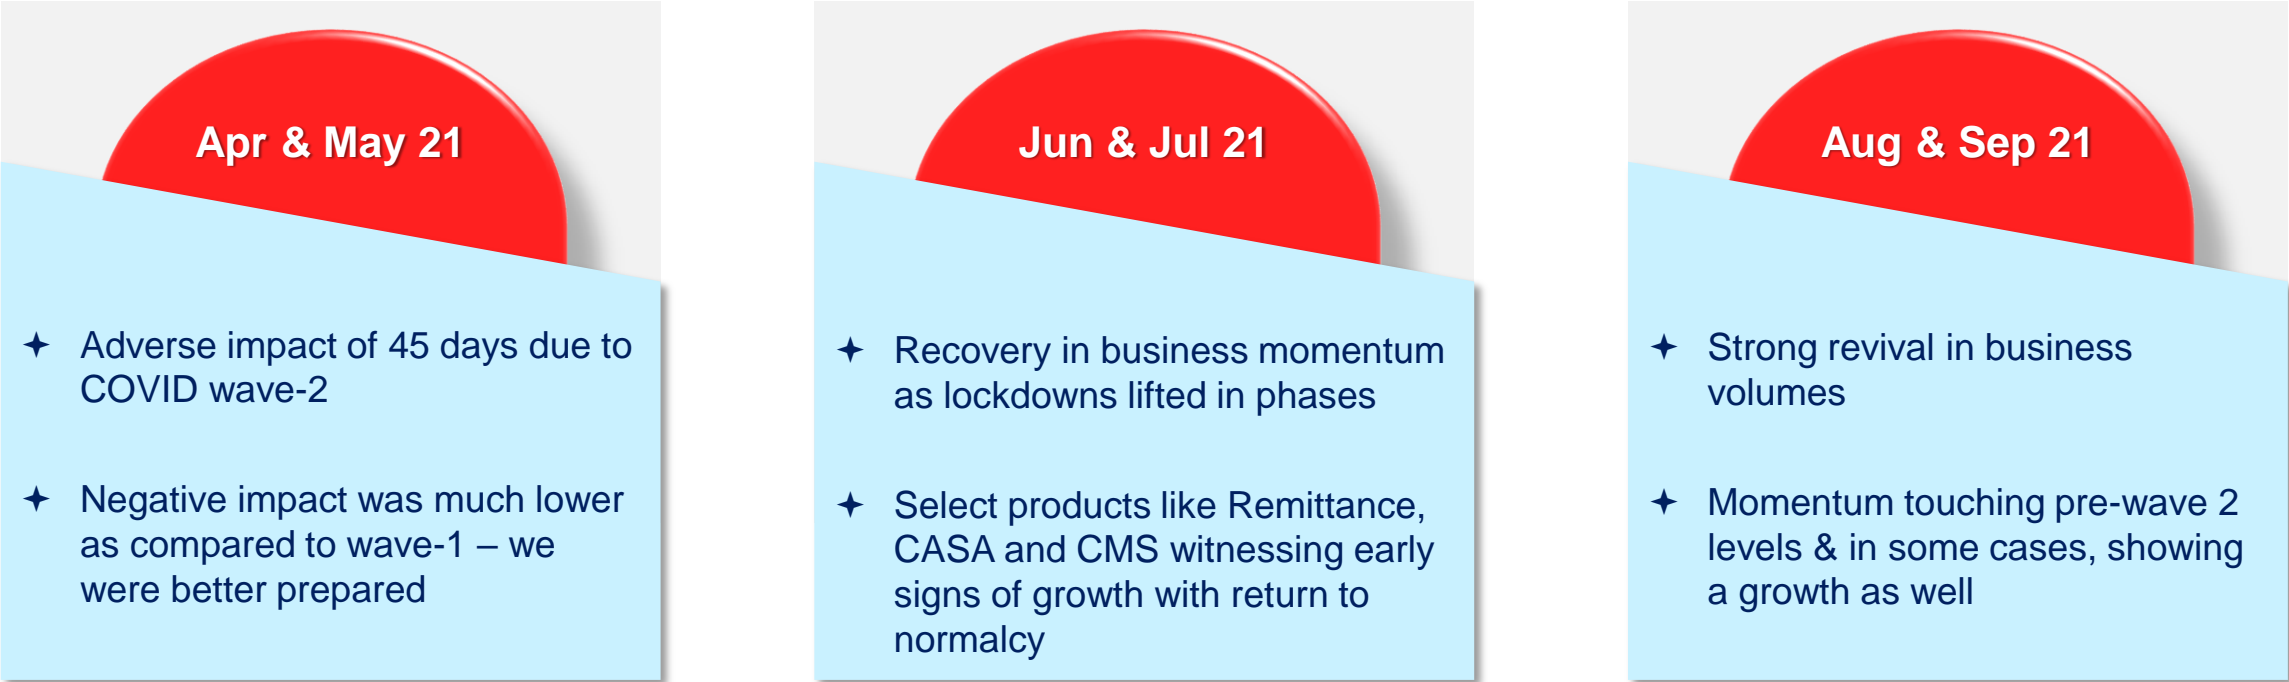 Apr & May 21
Adverse impact of 45 days due to
COVID wave-2
Negative impact was much lower
as compared to wave-1 – we
were better prepared
Jun & Jul 21
Recovery in business momentum
as lockdowns lifted in phases
Select products like Remittance,
CASA and CMS witnessing early
signs of growth with return to
normalcy
Aug & Sep 21
Strong revival in business
volumes
Momentum touching pre-wave 2
levels & in some cases, showing
a growth as well